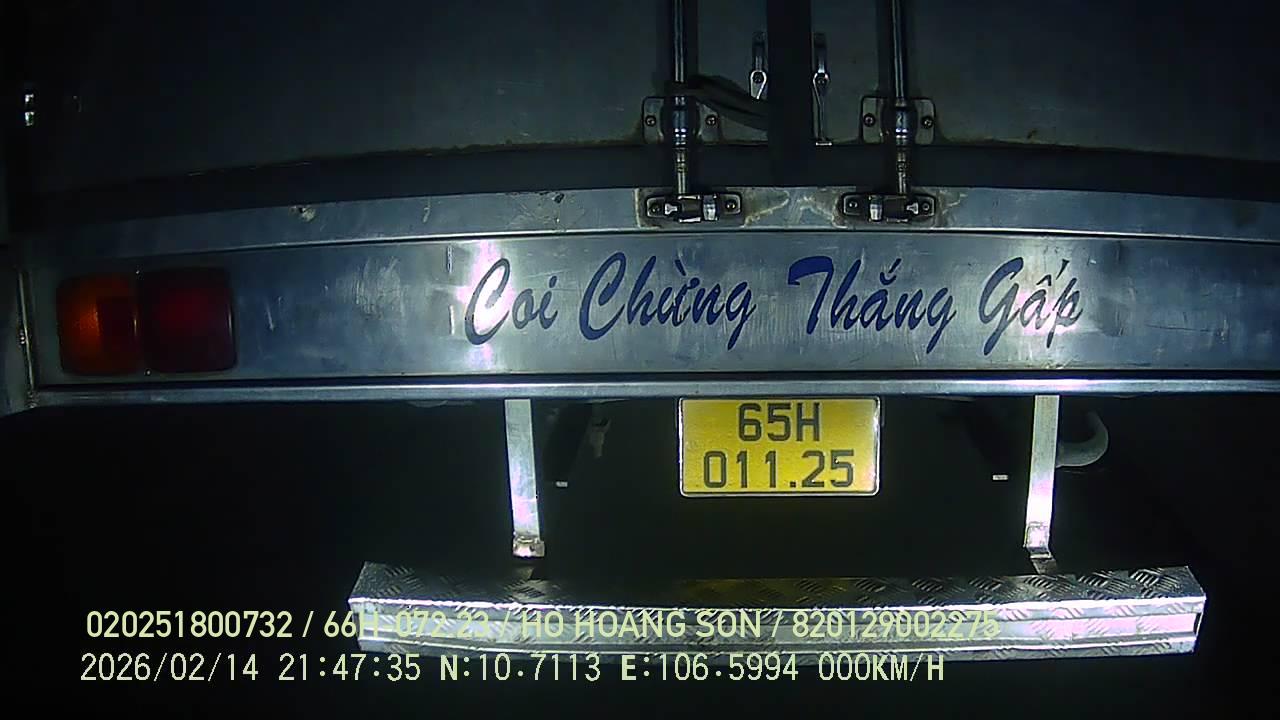 Coi Chừng Thắng Gấp
65H
011.25
020251800732 / 66H-072.23 / HO HOANG SON / 820129002275
2026/02/14 21:47:35 N:10.7113 E:106.5994 000KM/H